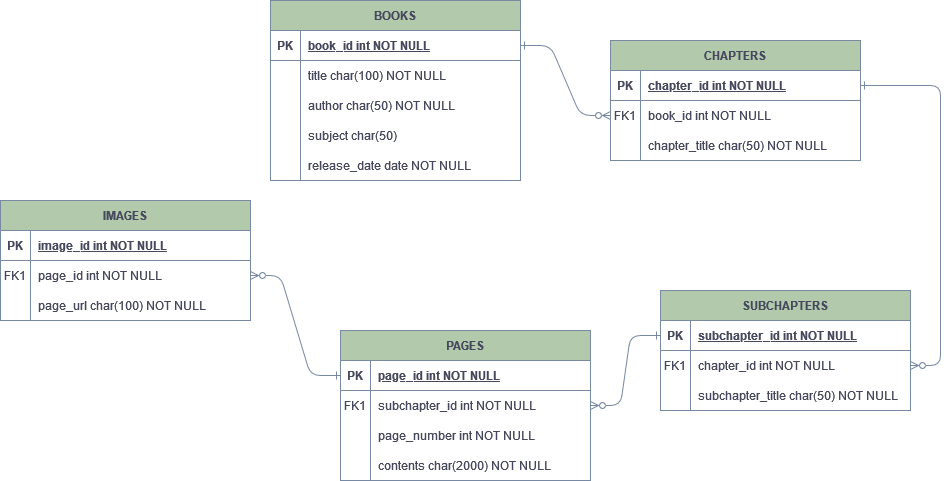 BOOKS
PK book_id int NOT NULL
title char(100) NOT NULL
author char(50) NOT NULL
subject char(50)
release_date date NOT NULL
CHAPTERS
PK chapter_id int NOT NULL
FK1 book_id int NOT NULL
chapter_title char(50) NOT NULL
IMAGES
PK image_id int NOT NULL
FK1 page_id int NOT NULL
page_url char(100) NOT NULL
PAGES
PK page_id int NOT NULL
FK1 subchapter_id int NOT NULL
page_number int NOT NULL
contents char(2000) NOT NULL
SUBCHAPTERS
PK subchapter_id int NOT NULL
FK1 chapter_id int NOT NULL
subchapter_title char(50) NOT NULL